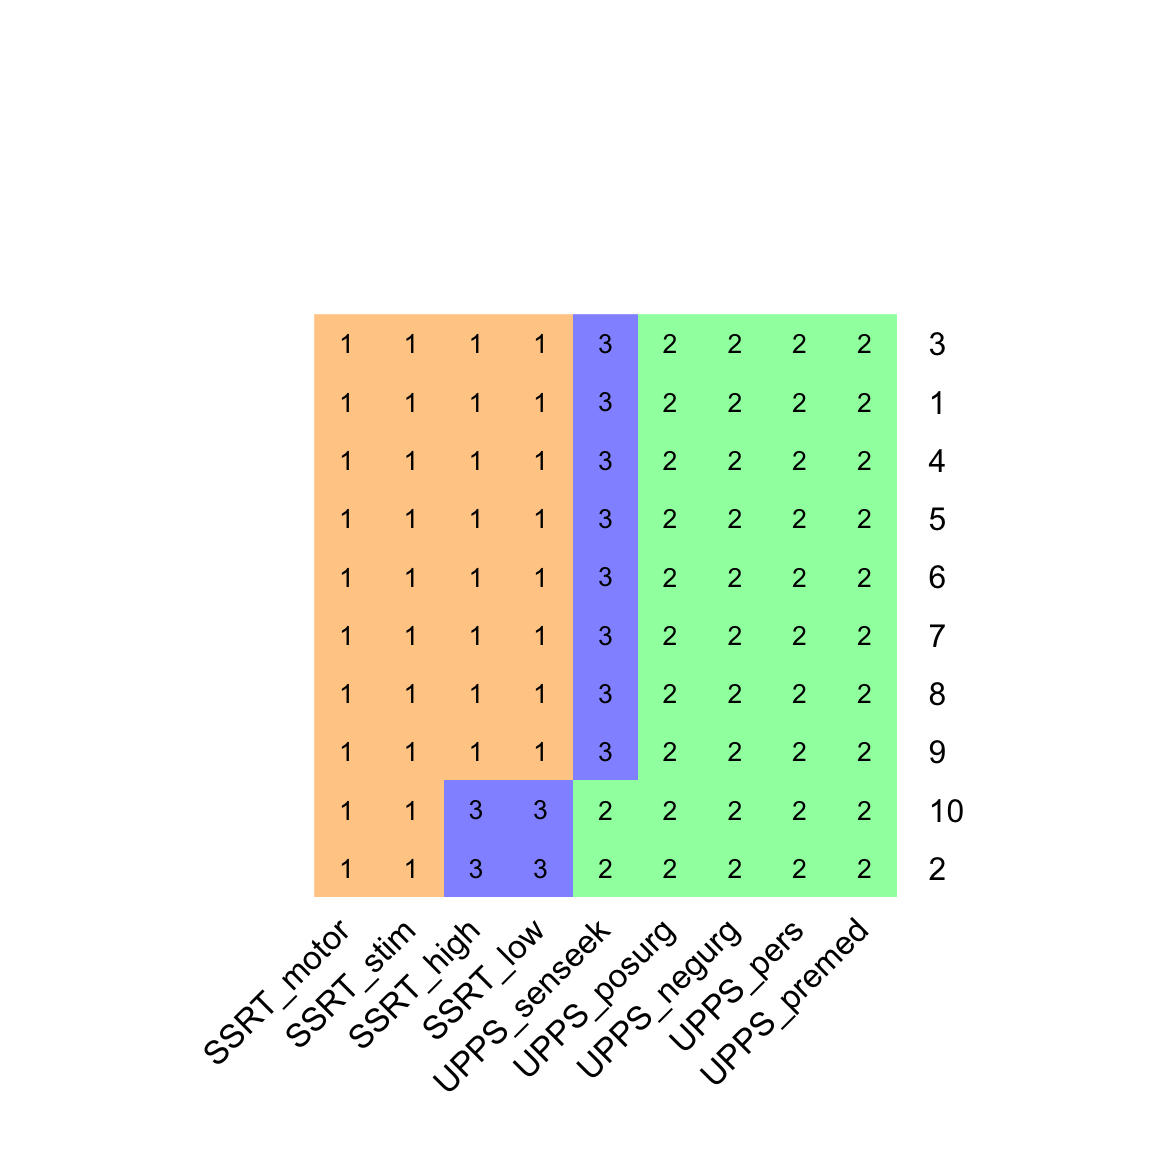 1 1 1 1 3 2 2 2 2 3
1 1 1 1 3 2 2 2 2 1
1 1 1 1 3 2 2 2 2 4
1 1 1 1 3 2 2 2 2 5
1 1 1 1 3 2 2 2 2 6
1 1 1 1 3 2 2 2 2 7
1 1 1 1 3 2 2 2 2 8
1 1 1 1 3 2 2 2 2 9
1 1 3 3 2 2 2 2 2 10
1 1 3 3 2 2 2 2 2 2
SSRT_motor
SSRT_stim
SSRT_high
SSRT_low
UPPS_senseek
UPPS_posurg
UPPS_negurg
UPPS_pers
UPPS_premed